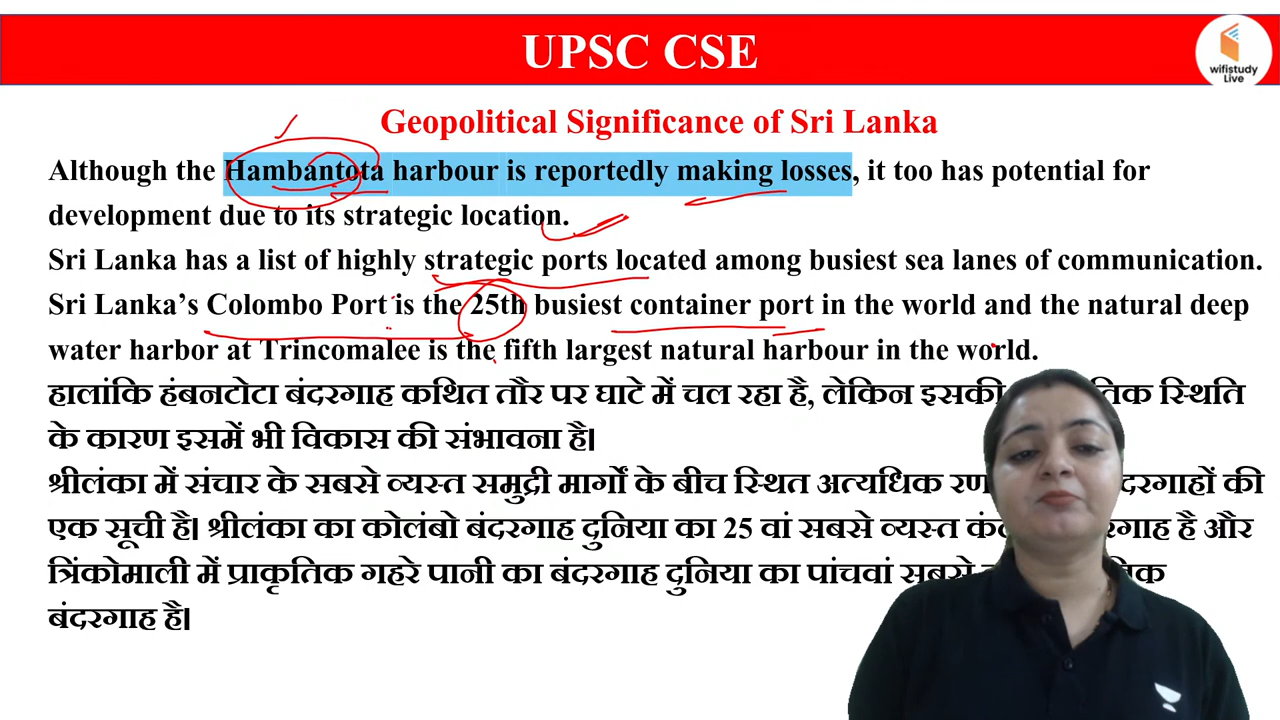 UPSC CSE
wifistudy
Live
Geopolitical Significance of Sri Lanka
Although the Hambantota harbour is reportedly making losses, it too has potential for
development due to its strategic location.
Sri Lanka has a list of highly strategic ports located among busiest sea lanes of communication.
Sri Lanka's Colombo Port is the 25th busiest container port in the world and the natural deep
water harbor at Trincomalee is the fifth largest natural harbour in the world.
हालांकि हंबनटोटा बंदरगाह कथित तौर पर घाटे में चल रहा है, लेकिन इसकी स्थिति
के कारण इसमें भी विकास की संभावना है।
श्रीलंका में संचार के सबसे व्यस्त समुद्री मार्गों के बीच स्थित अत्यधिक की
एक सूची है। श्रीलंका का कोलंबो बंदरगाह दुनिया का 25 वां सबसे व्यस्त है और
त्रिंकोमाली में प्राकृतिक गहरे पानी का बंदरगाह दुनिया का पांचवां सबसे
बंदरगाह है।